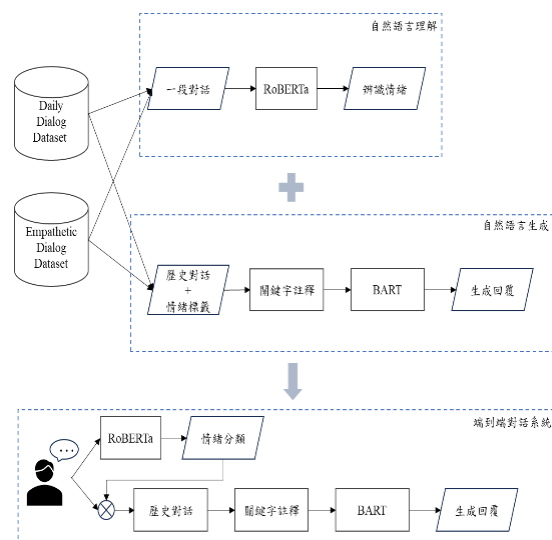 自然語言理解
Daily
Dialog
Dataset
一段對話
RoBERTa
辨識情緒
Empathetic
Dialog
Dataset
自然語言生成
歷史對話
+
情緒標籤
關鍵字註釋
BART
生成回覆
端到端對話系統
RoBERTa
情緒分類
歷史對話
關鍵字註釋
BART
生成回覆